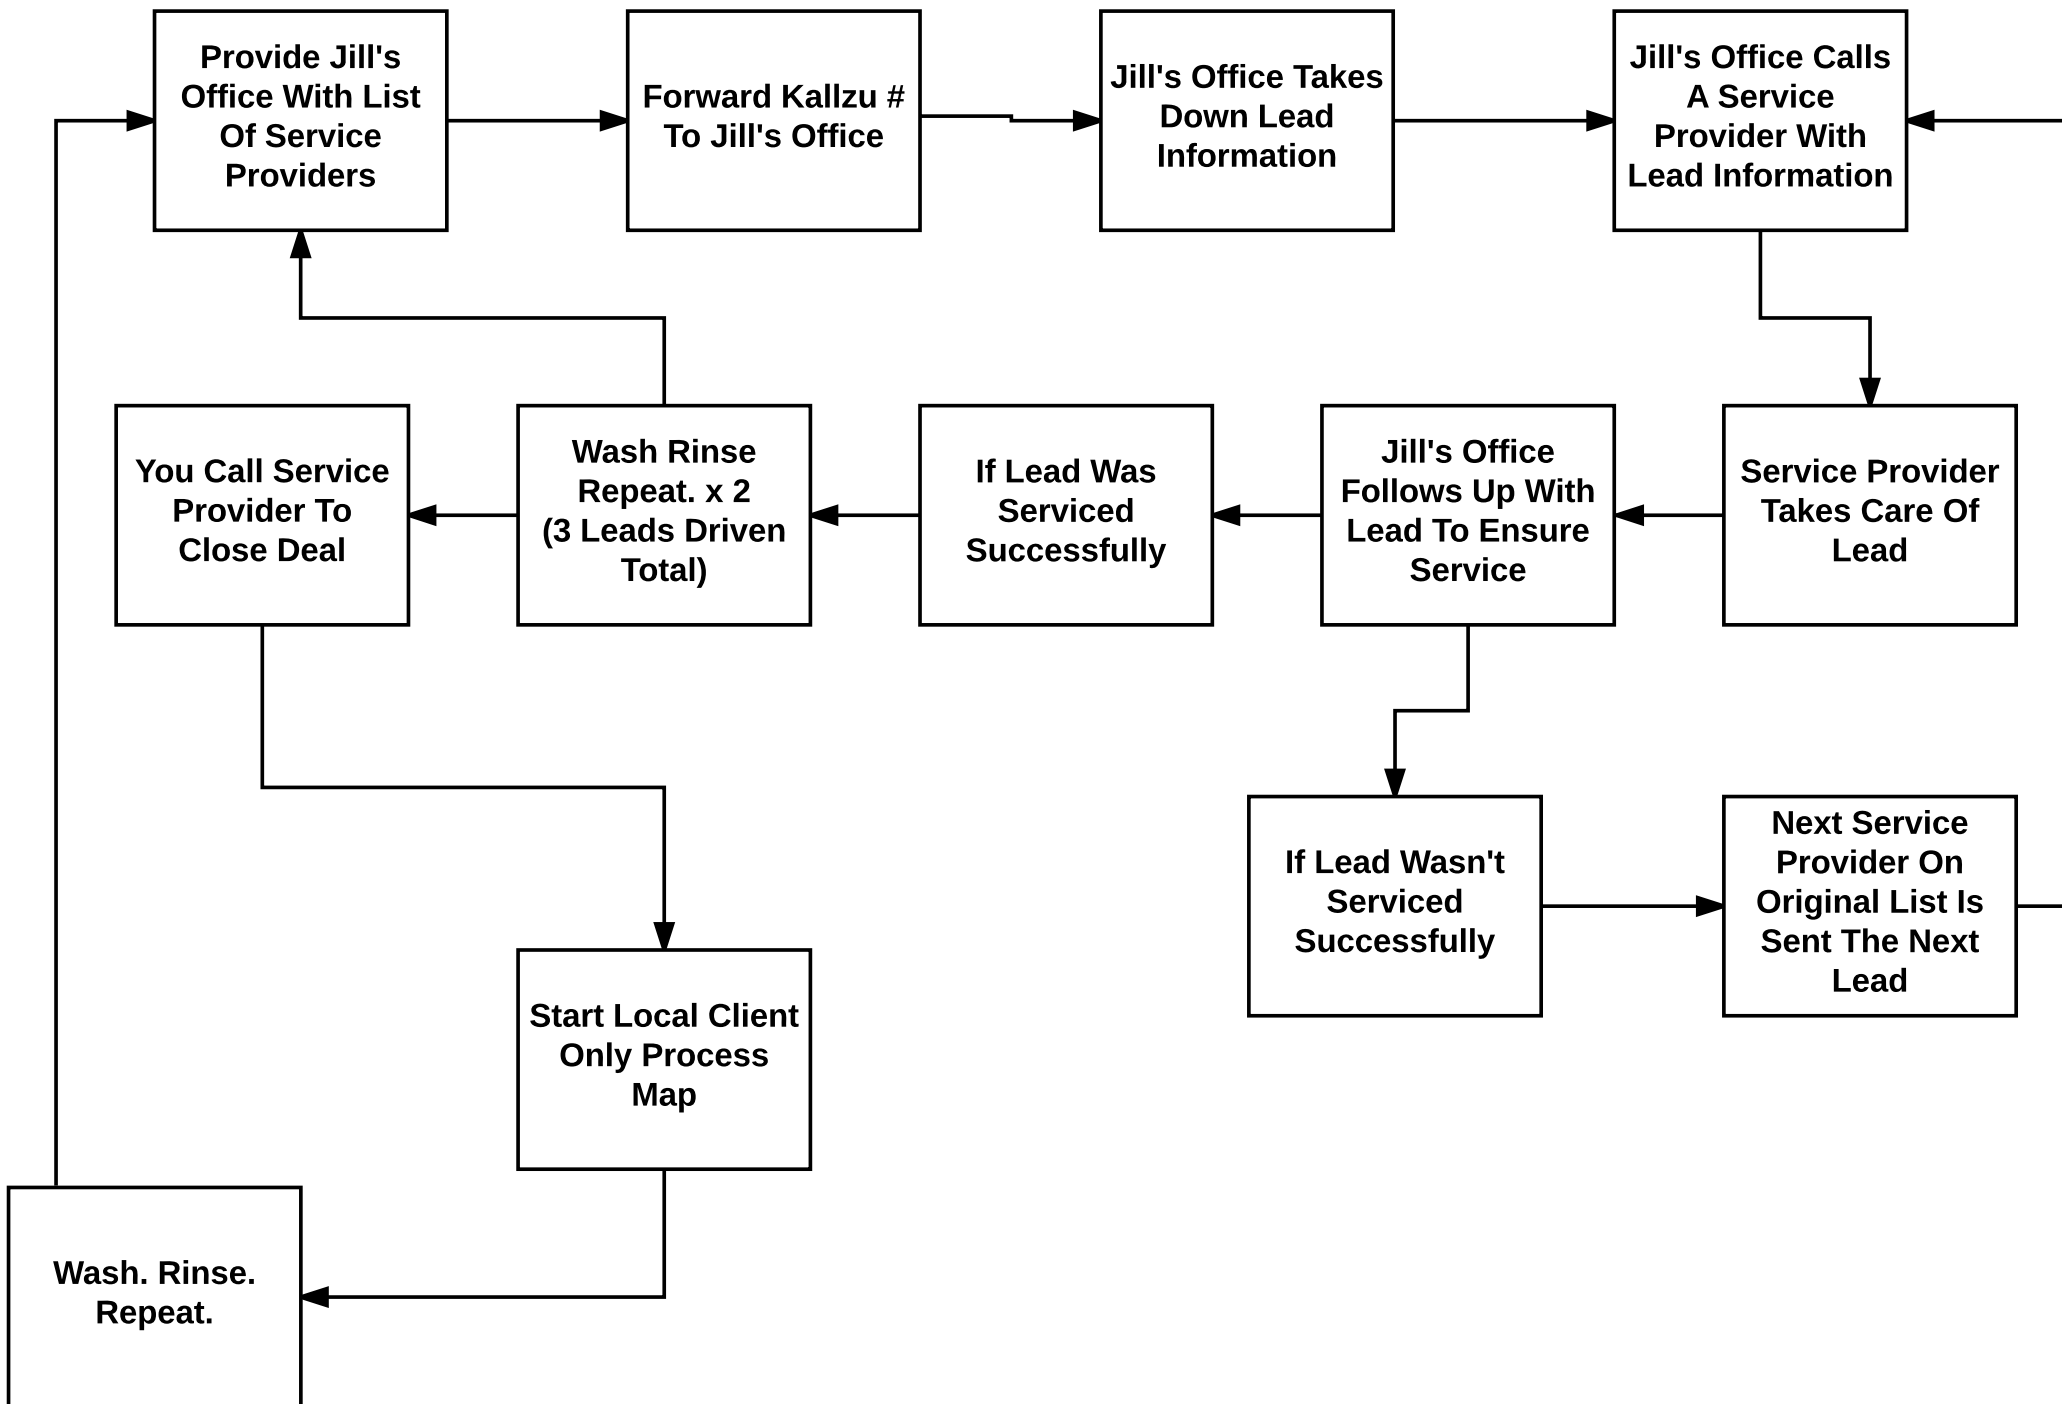 Provide Jill's
Office With List
Of Service
Providers
Forward Kallzu #
To Jill's Office
Jill's Office Takes
Down Lead
Information
Jill's Office Calls
A Service
Provider With
Lead Information
You Call Service
Provider To
Close Deal
Wash Rinse
Repeat. x 2
(3 Leads Driven
Total)
If Lead Was
Serviced
Successfully
Jill's Office
Follows Up With
Lead To Ensure
Service
Service Provider
Takes Care Of
Lead
If Lead Wasn't
Serviced
Successfully
Next Service
Provider On
Original List Is
Sent The Next
Lead
Start Local Client
Only Process
Map
Wash. Rinse.
Repeat.